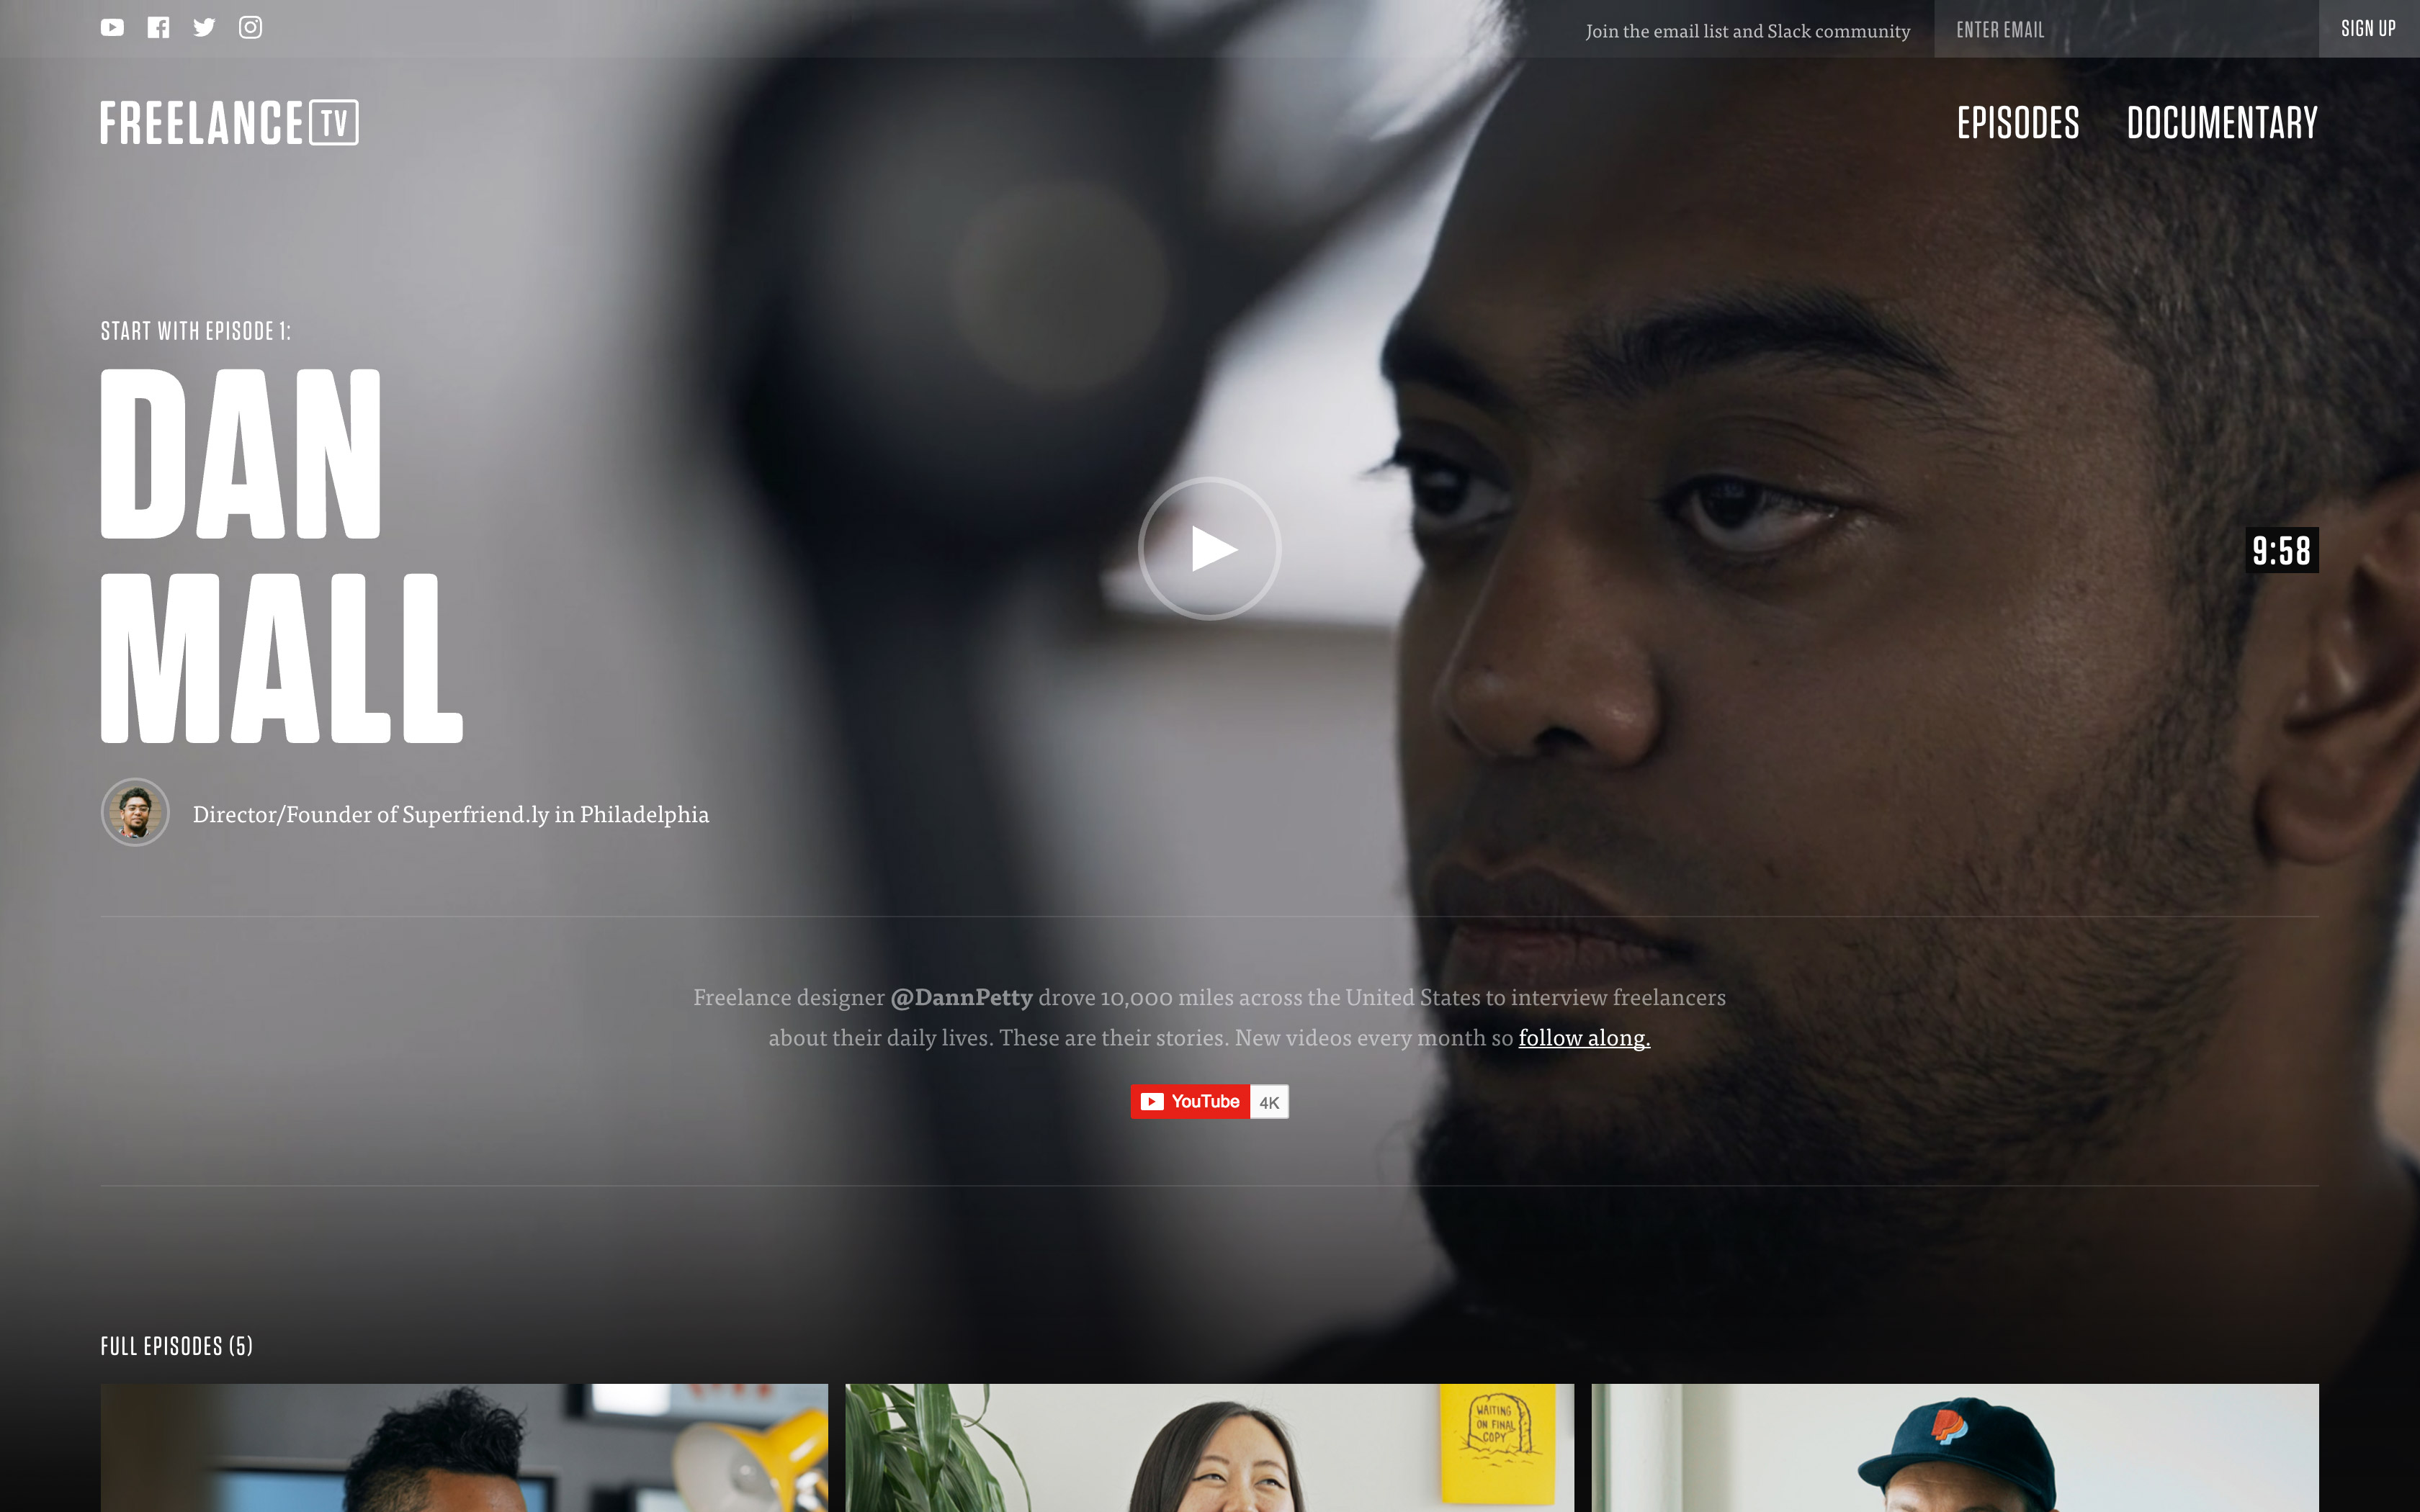 Join the email list and Slack community
ENTER EMAIL
SIGN UP
FREELANCE TV
EPISODES
DOCUMENTARY
START WITH EPISODE 1:
DAN
MALL
9:58
Director/Founder of Superfriend.ly in Philadelphia
Freelance designer @DannPetty drove 10,000 miles across the United States to interview freelancers
about their daily lives. These are their stories. New videos every month so follow along.
YouTube 4K
FULL EPISODES (5)
WAITING
ON FINAL
COPY